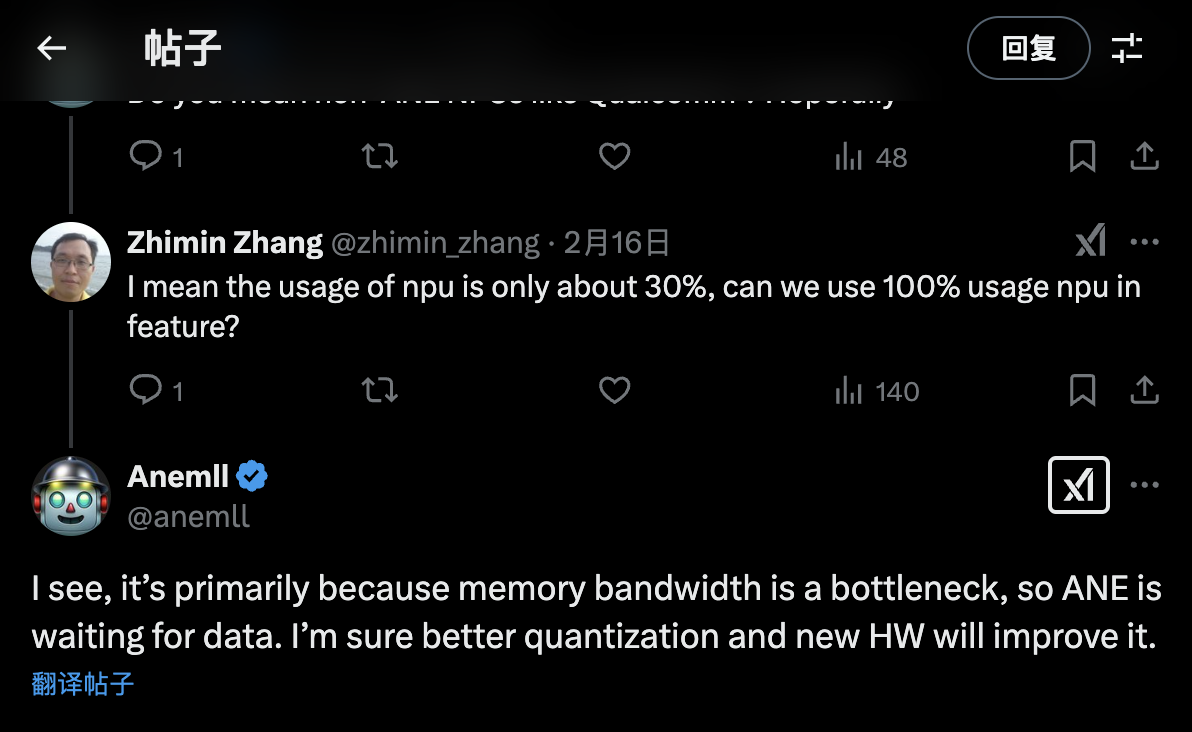 帖子
回复
1
48
Zhimin Zhang @zhimin_zhang · 2月16日
I mean the usage of npu is only about 30%, can we use 100% usage npu in
feature?
1
140
Anemll
@anemll
I see, it’s primarily because memory bandwidth is a bottleneck, so ANE is
waiting for data. I’m sure better quantization and new HW will improve it.
翻译帖子